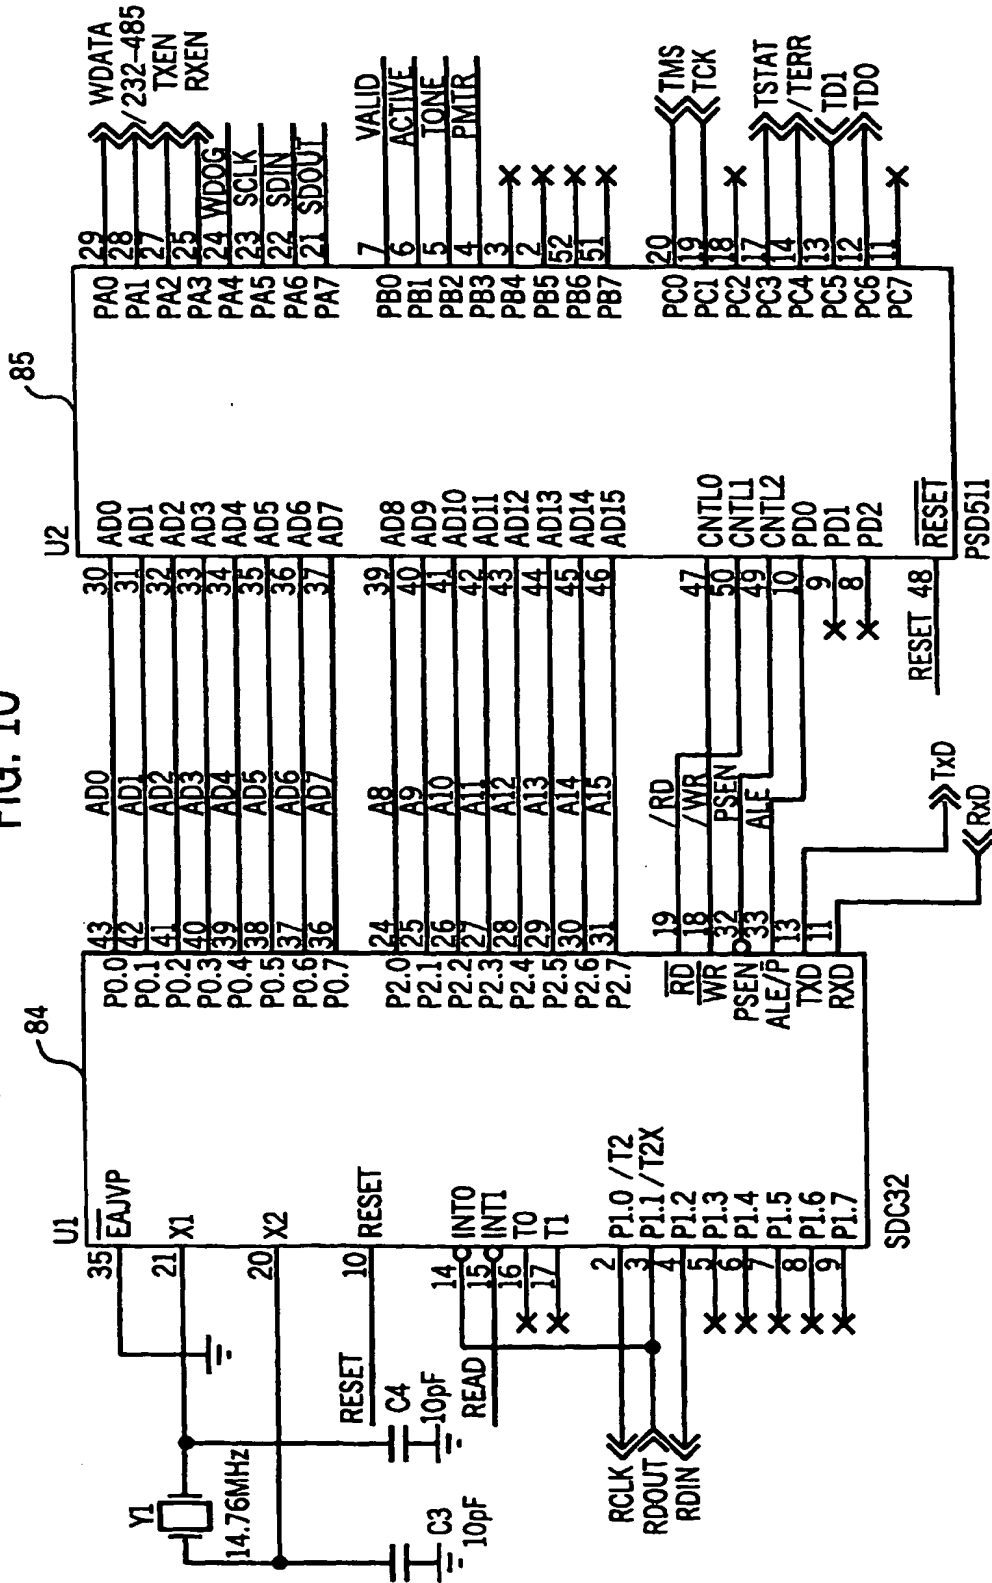 FIG. 10
84
85
U1
U2
SDC32
PSD511
Y1
14.76MHz
C3
10pF
C4
10pF
RESET
READ
RCLK
RDOUT
RDIN
35 EAJVP
21 X1
20 X2
10 RESET
14 INT0
15 INT1
16 T0
17 T1
2 P1.0 /T2
3 P1.1 /T2X
4 P1.2
5 P1.3
6 P1.4
7 P1.5
8 P1.6
9 P1.7
P0.0 43 AD0 30 AD0
P0.1 42 AD1 31 AD1
P0.2 41 AD2 32 AD2
P0.3 40 AD3 33 AD3
P0.4 39 AD4 34 AD4
P0.5 38 AD5 35 AD5
P0.6 37 AD6 36 AD6
P0.7 36 AD7 37 AD7
P2.0 24 A8 39 AD8
P2.1 25 A9 40 AD9
P2.2 26 A10 41 AD10
P2.3 27 A11 42 AD11
P2.4 28 A12 43 AD12
P2.5 29 A13 44 AD13
P2.6 30 A14 45 AD14
P2.7 31 A15 46 AD15
RD 19 /RD 47 CNTL0
WR 18 /WR 50 CNTL1
PSEN 32 PSEN 49 CNTL2
ALE/P 33 ALE 10 PD0
TXD 13 TxD
RXD 11 RxD
9 PD1
8 PD2
RESET 48 RESET
PA0 29 WDATA
PA1 28 /232-485
PA2 27 TXEN
PA3 25 RXEN
PA4 24 WDOG
PA5 23 SCLK
PA6 22 SDIN
PA7 21 SDOUT
PB0 7 VALID
PB1 6 ACTIVE
PB2 5 TONE
PB3 4 PMTR
PB4 3
PB5 2
PB6 52
PB7 51
PC0 20 TMS
PC1 19 TCK
PC2 18
PC3 17 TSTAT
PC4 14 /TERR
PC5 13 TD1
PC6 12 TD0
PC7 11